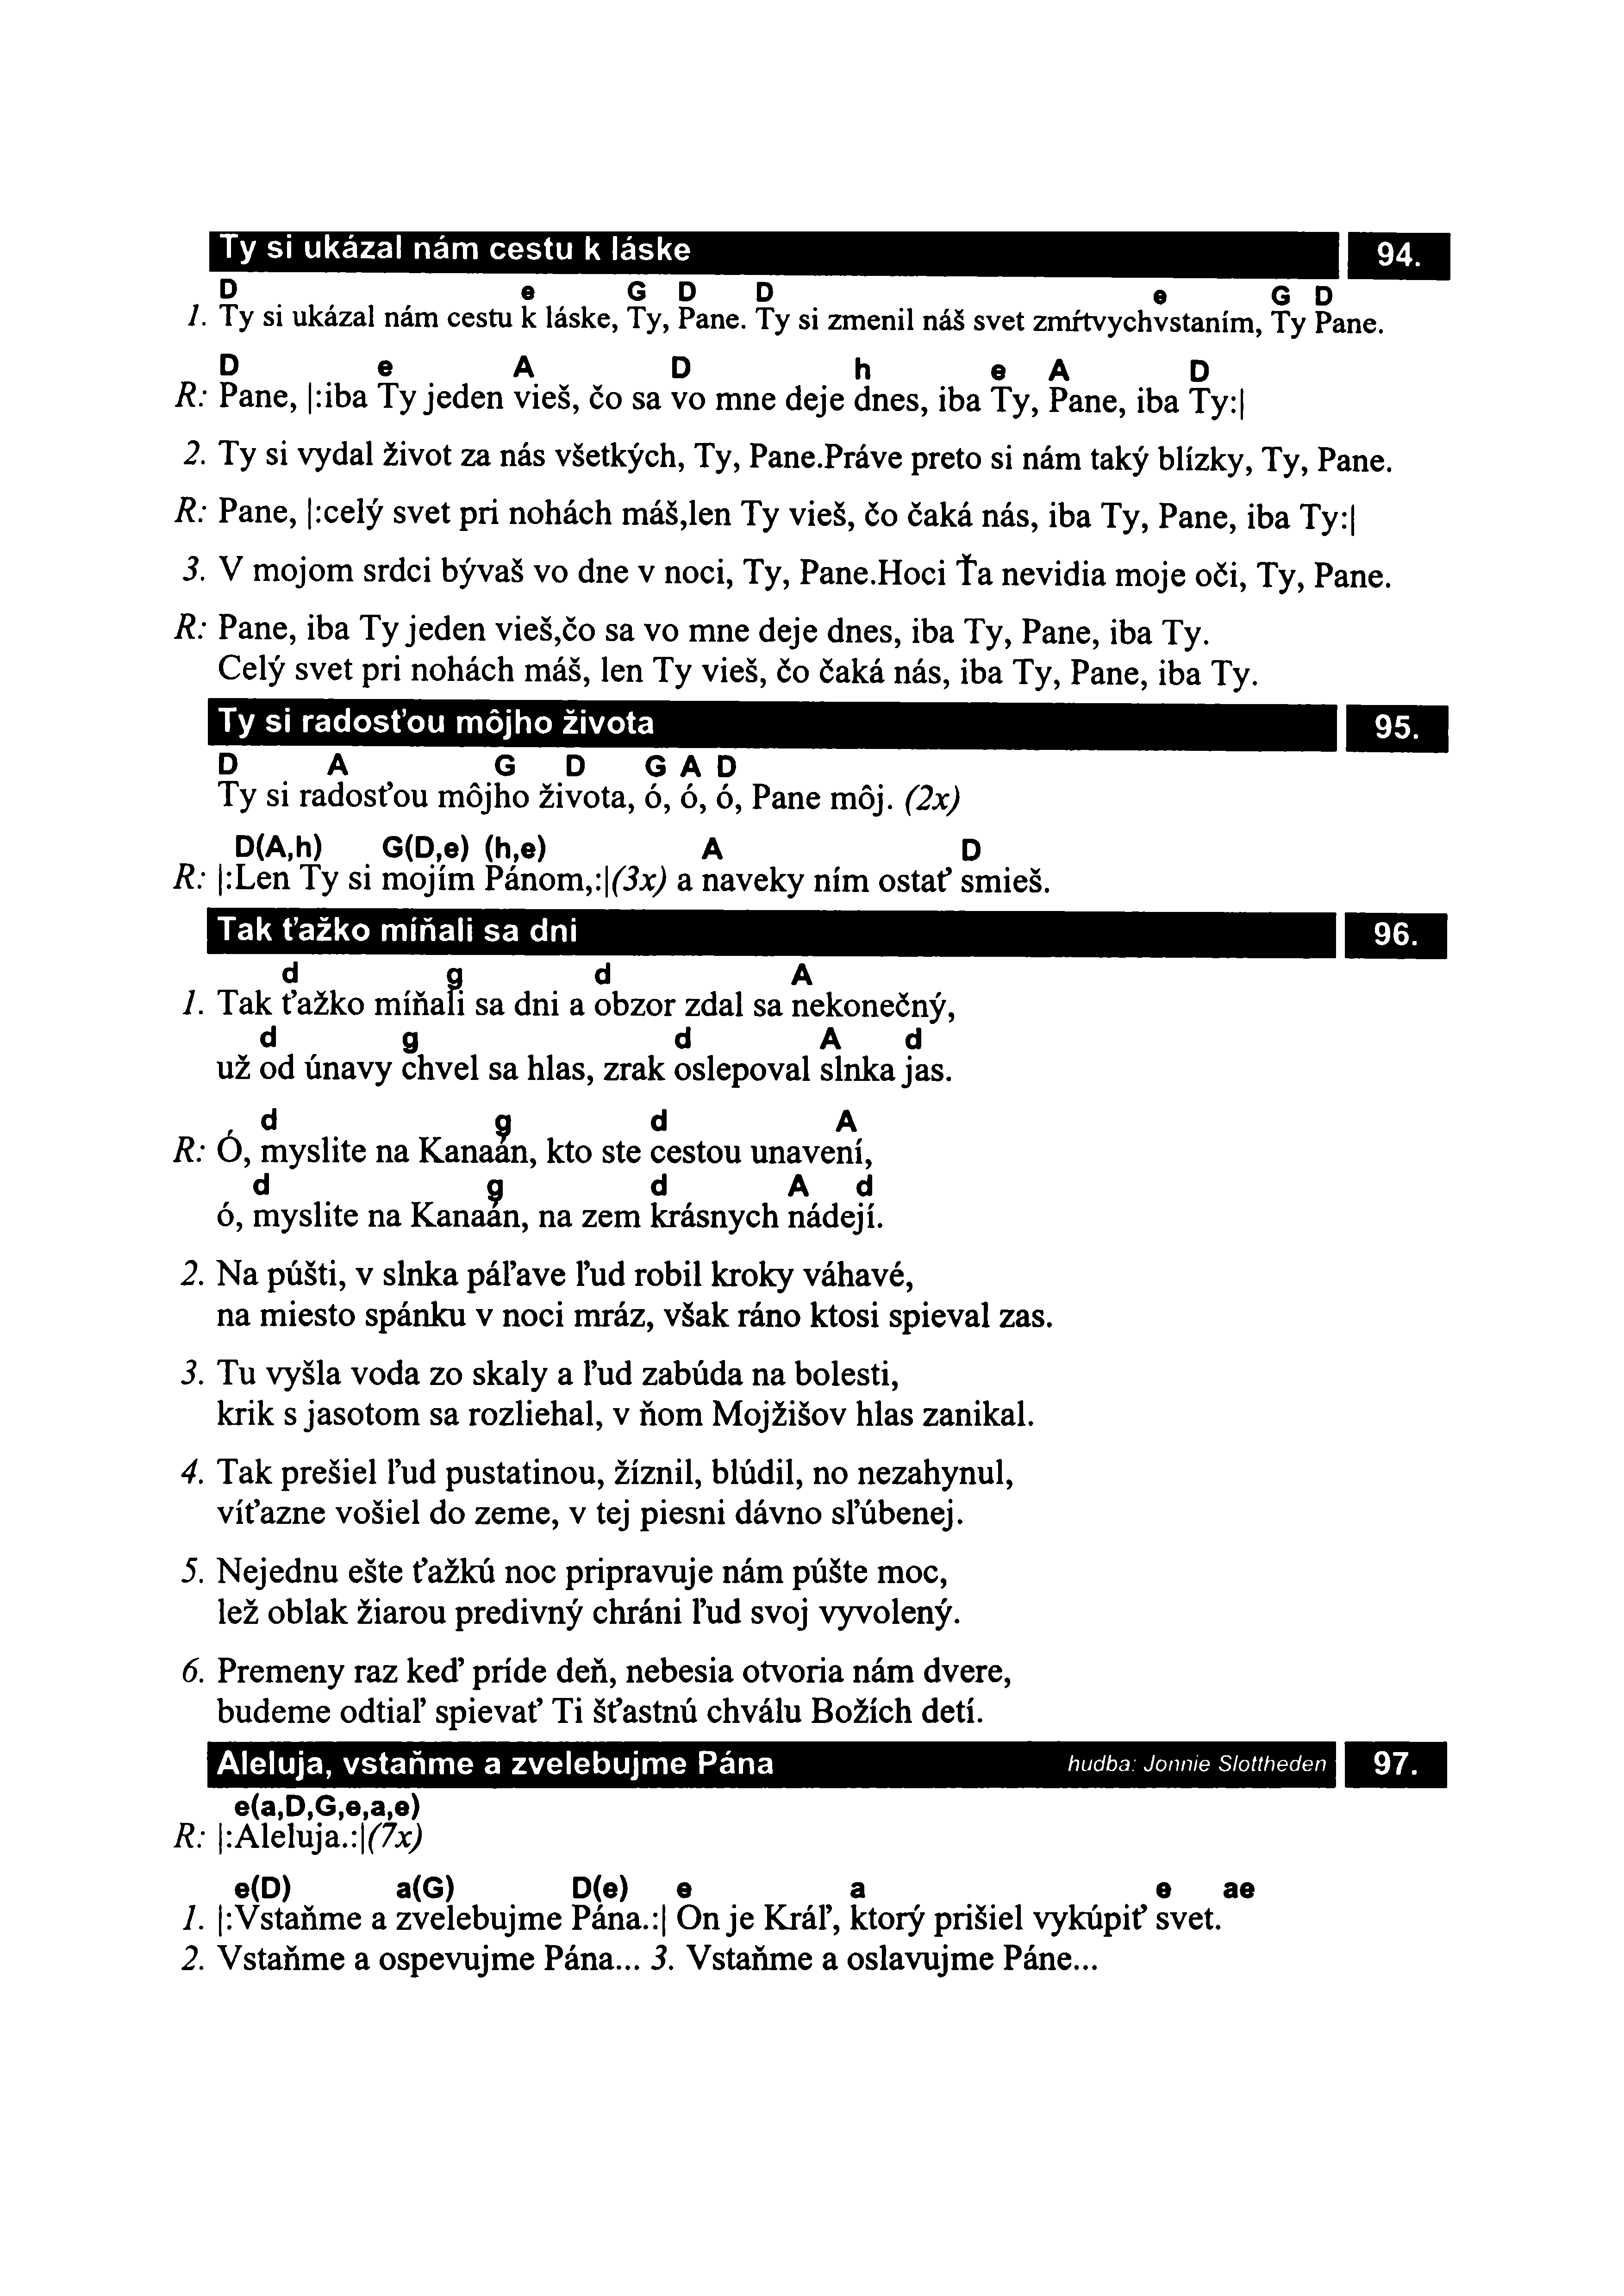 Ty si ukázal nám cestu k láske 94.
D e G D D e G D
1. Ty si ukázal nám cestu k láske, Ty, Pane. Ty si zmenil náš svet zmŕtvychvstaním, Ty Pane.
D e A D h e A D
R: Pane, |:iba Ty jeden vieš, čo sa vo mne deje dnes, iba Ty, Pane, iba Ty:|
2. Ty si vydal život za nás všetkých, Ty, Pane.Práve preto si nám taký blízky, Ty, Pane.
R: Pane, |:celý svet pri nohách máš,len Ty vieš, čo čaká nás, iba Ty, Pane, iba Ty:|
3. V mojom srdci bývaš vo dne v noci, Ty, Pane.Hoci Ťa nevidia moje oči, Ty, Pane.
R: Pane, iba Ty jeden vieš,čo sa vo mne deje dnes, iba Ty, Pane, iba Ty.
Celý svet pri nohách máš, len Ty vieš, čo čaká nás, iba Ty, Pane, iba Ty.
Ty si radosťou môjho života 95.
D A G D G A D
Ty si radosťou môjho života, ó, ó, ó, Pane môj. (2x)
D(A,h) G(D,e) (h,e) A D
R: |:Len Ty si mojím Pánom,:|(3x) a naveky ním ostať smieš.
Tak ťažko míňali sa dni 96.
d g d A
1. Tak ťažko míňali sa dni a obzor zdal sa nekonečný,
d g d A d
už od únavy chvel sa hlas, zrak oslepoval slnka jas.
d g d A
R: Ó, myslite na Kanaán, kto ste cestou unavení,
d g d A d
ó, myslite na Kanaán, na zem krásnych nádejí.
2. Na púšti, v slnka páľave ľud robil kroky váhavé,
na miesto spánku v noci mráz, však ráno ktosi spieval zas.
3. Tu vyšla voda zo skaly a ľud zabúda na bolesti,
krik s jasotom sa rozliehal, v ňom Mojžišov hlas zanikal.
4. Tak prešiel ľud pustatinou, žíznil, blúdil, no nezahynul,
víťazne vošiel do zeme, v tej piesni dávno sľúbenej.
5. Nejednu ešte ťažkú noc pripravuje nám púšte moc,
lež oblak žiarou predivný chráni ľud svoj vyvolený.
6. Premeny raz keď príde deň, nebesia otvoria nám dvere,
budeme odtiaľ spievať Ti šťastnú chválu Božích detí.
Aleluja, vstaňme a zvelebujme Pána hudba: Jonnie Slottheden 97.
e(a,D,G,e,a,e)
R: |:Aleluja.:|(7x)
e(D) a(G) D(e) e a e ae
1. |:Vstaňme a zvelebujme Pána.:| On je Kráľ, ktorý prišiel vykúpiť svet.
2. Vstaňme a ospevujme Pána... 3. Vstaňme a oslavujme Páne...